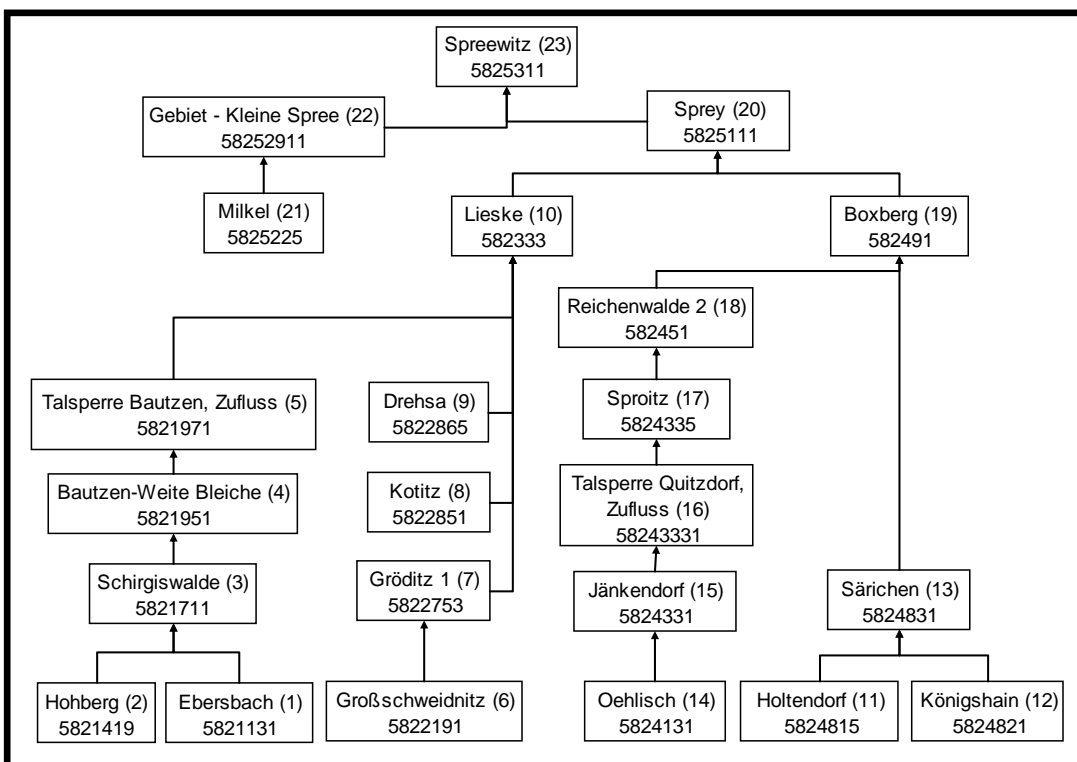 Spreewitz (23)
5825311
Gebiet - Kleine Spree (22)
58252911
Sprey (20)
5825111
Milkel (21)
5825225
Lieske (10)
582333
Boxberg (19)
582491
Reichenwalde 2 (18)
582451
Talsperre Bautzen, Zufluss (5)
5821971
Drehsa (9)
5822865
Sproitz (17)
5824335
Bautzen-Weite Bleiche (4)
5821951
Kotitz (8)
5822851
Talsperre Quitzdorf,
Zufluss (16)
58243331
Schirgiswalde (3)
5821711
Gröditz 1 (7)
5822753
Jänkendorf (15)
5824331
Särichen (13)
5824831
Hohberg (2)
5821419
Ebersbach (1)
5821131
Großschweidnitz (6)
5822191
Oehlisch (14)
5824131
Holtendorf (11)
5824815
Königshain (12)
5824821